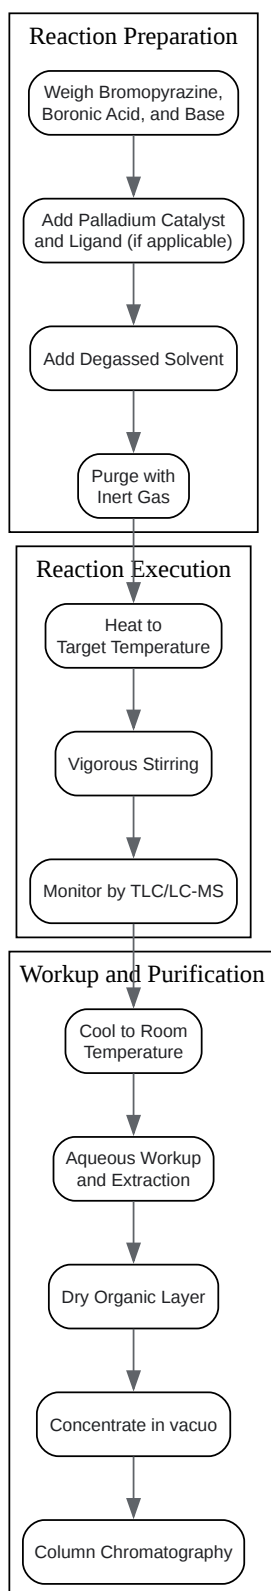 Reaction Preparation
Weigh Bromopyrazine,
Boronic Acid, and Base
Add Palladium Catalyst
and Ligand (if applicable)
Add Degassed Solvent
Purge with
Inert Gas
Reaction Execution
Heat to
Target Temperature
Vigorous Stirring
Monitor by TLC/LC-MS
Workup and Purification
Cool to Room
Temperature
Aqueous Workup
and Extraction
Dry Organic Layer
Concentrate in vacuo
Column Chromatography